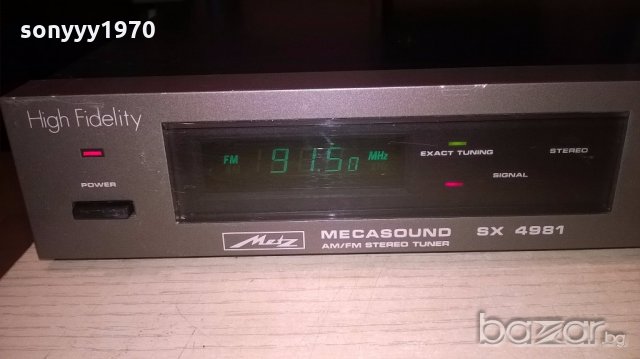 sonyyy1970
High Fidelity
FM 91.50 MHz
EXACT TUNING
STEREO
SIGNAL
POWER
Metz
MECASOUND SX 4981
AM/FM STEREO TUNER
bazar.bg